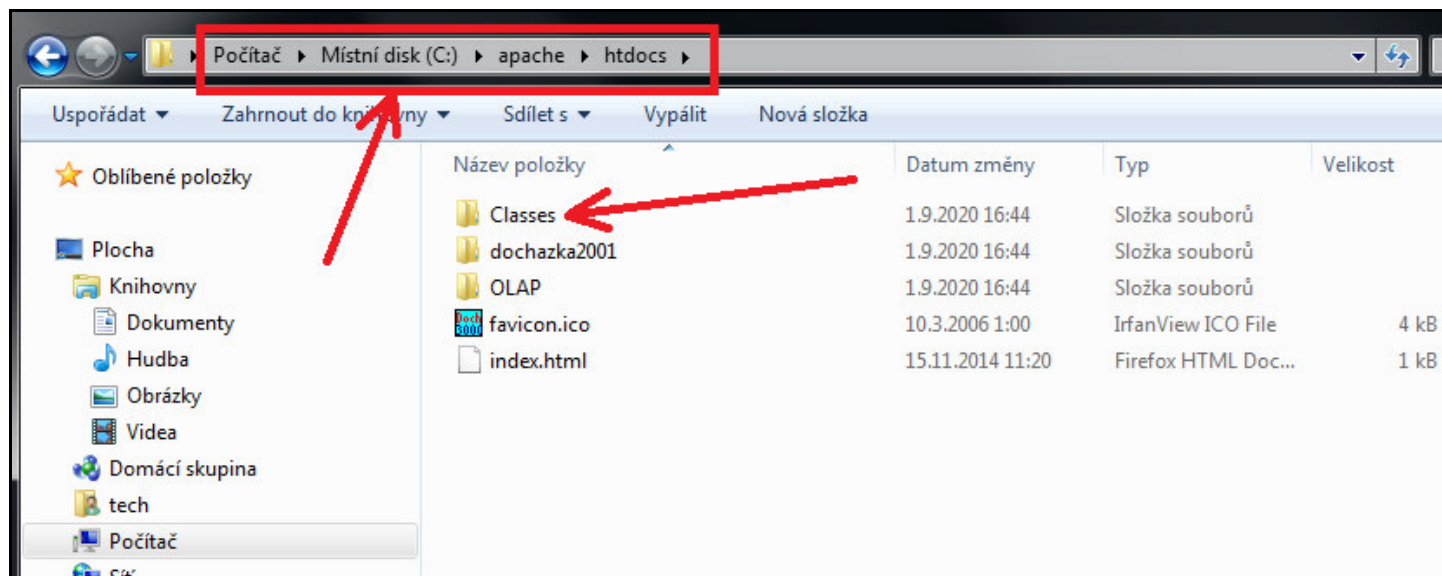 Počítač ▸ Místní disk (C:) ▸ apache ▸ htdocs ▸
Uspořádat Zahrnout do knihovny Sdílet s Vypálit Nová složka
Oblíbené položky
Plocha
Knihovny
Dokumenty
Hudba
Obrázky
Videa
Domácí skupina
tech
Počítač
Název položky Datum změny Typ Velikost
Classes 1.9.2020 16:44 Složka souborů
dochazka2001 1.9.2020 16:44 Složka souborů
OLAP 1.9.2020 16:44 Složka souborů
favicon.ico 10.3.2006 1:00 IrfanView ICO File 4 kB
index.html 15.11.2014 11:20 Firefox HTML Doc... 1 kB